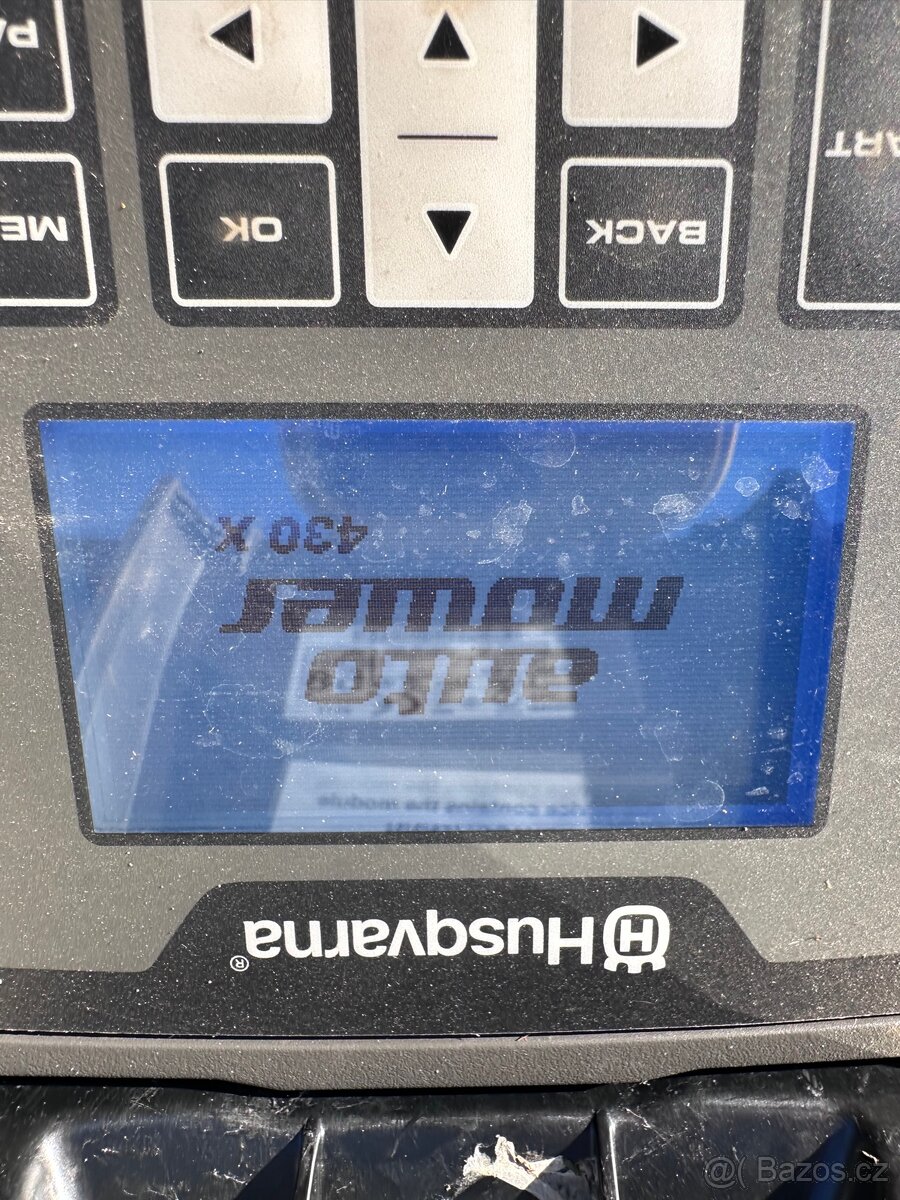 Husqvarna®
auto
mower
430 X
BACK
OK
@( Bazos.cz